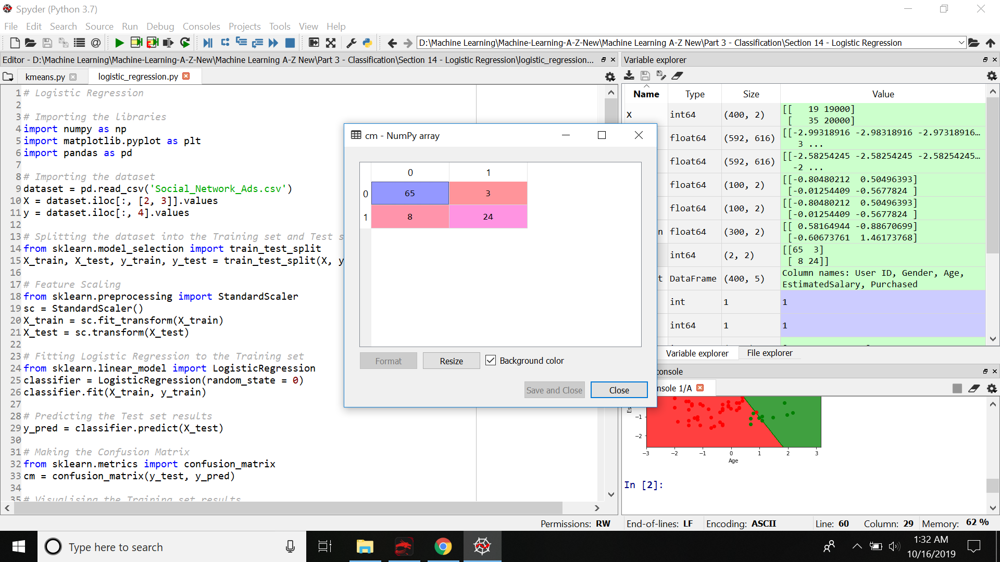 Spyder (Python 3.7)
File Edit Search Source Run Debug Consoles Projects Tools View Help
D:\Machine Learning\Machine-Learning-A-Z-New\Machine Learning A-Z New\Part 3 - Classification\Section 14 - Logistic Regression
Editor - D:\Machine Learning\Machine-Learning-A-Z-New\Machine Learning A-Z New\Part 3 - Classification\Section 14 - Logistic Regression\logistic_regression...
kmeans.py logistic_regression.py
1 # Logistic Regression
2
3 # Importing the libraries
4 import numpy as np
5 import matplotlib.pyplot as plt
6 import pandas as pd
7
8 # Importing the dataset
9 dataset = pd.read_csv('Social_Network_Ads.csv')
10 X = dataset.iloc[:, [2, 3]].values
11 y = dataset.iloc[:, 4].values
12
13 # Splitting the dataset into the Training set and Test s
14 from sklearn.model_selection import train_test_split
15 X_train, X_test, y_train, y_test = train_test_split(X, y
16
17 # Feature Scaling
18 from sklearn.preprocessing import StandardScaler
19 sc = StandardScaler()
20 X_train = sc.fit_transform(X_train)
21 X_test = sc.transform(X_test)
22
23 # Fitting Logistic Regression to the Training set
24 from sklearn.linear_model import LogisticRegression
25 classifier = LogisticRegression(random_state = 0)
26 classifier.fit(X_train, y_train)
27
28 # Predicting the Test set results
29 y_pred = classifier.predict(X_test)
30
31 # Making the Confusion Matrix
32 from sklearn.metrics import confusion_matrix
33 cm = confusion_matrix(y_test, y_pred)
34
35 # Visualising the Training set results
cm - NumPy array
0 1
0 65 3
1 8 24
Format Resize Background color
Save and Close Close
Variable explorer
Name Type Size Value
X int64 (400, 2) [[ 19 19000]
[ 35 20000]
float64 (592, 616) [[-2.99318916 -2.98318916 -2.97318916…
3 ...
float64 (592, 616) [[-2.58254245 -2.58254245 -2.58254245…
-2 ...
float64 (100, 2) [[-0.80480212 0.50496393]
[-0.01254409 -0.5677824 ]
float64 (100, 2) [[-0.80480212 0.50496393]
[-0.01254409 -0.5677824 ]
n float64 (300, 2) [[ 0.58164944 -0.88670699]
[-0.60673761 1.46173768]
int64 (2, 2) [[65 3]
[ 8 24]]
t DataFrame (400, 5) Column names: User ID, Gender, Age,
EstimatedSalary, Purchased
int 1 1
int64 1 1
Variable explorer File explorer
console
nsole 1/A
Es
−1
−2
−3 −2 −1 0 1 2 3
Age
In [2]:
Permissions: RW End-of-lines: LF Encoding: ASCII Line: 60 Column: 29 Memory: 62 %
Type here to search
1:32 AM
10/16/2019